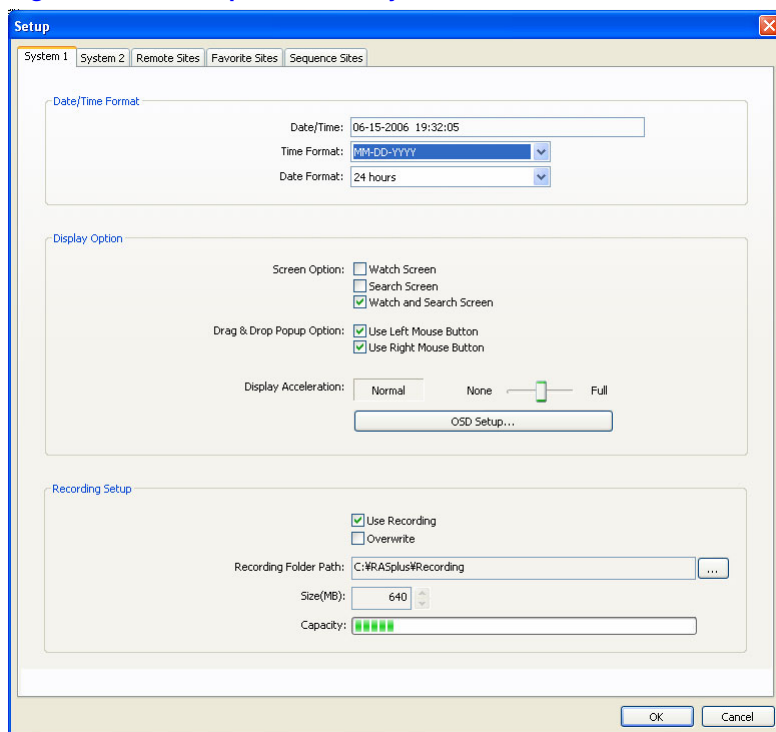 Setup
System 1 System 2 Remote Sites Favorite Sites Sequence Sites
Date/Time Format
Date/Time: 06-15-2006 19:32:05
Time Format: MM-DD-YYYY
Date Format: 24 hours
Display Option
Screen Option: Watch Screen
Search Screen
Watch and Search Screen
Drag & Drop Popup Option: Use Left Mouse Button
Use Right Mouse Button
Display Acceleration: Normal None Full
OSD Setup...
Recording Setup
Use Recording
Overwrite
Recording Folder Path: C:¥RASplus¥Recording ...
Size(MB): 640
Capacity:
OK Cancel